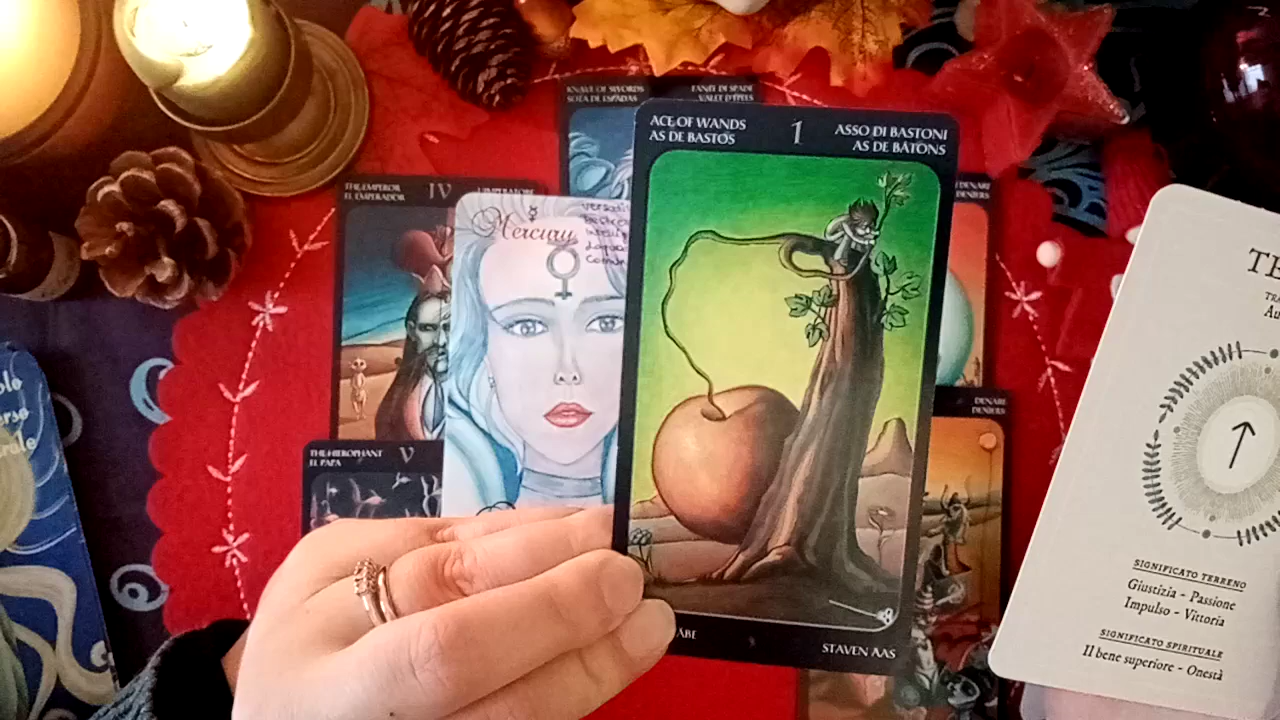 KNAVE OF SWORDS
SOTA DE ESPADAS
FANTE DI SPADE
VALET D'ÉPÉES
ACE OF WANDS
AS DE BASTOS
1
ASSO DI BASTONI
AS DE BÂTONS
STAVEN AAS
THE EMPEROR
EL EMPERADOR
IV
L'IMPERATORE
Mercury
THE HIEROPHANT
EL PAPA
V
DENARI
DENIERS
DENARI
DENIERS
SIGNIFICATO TERRENO
Giustizia - Passione
Impulso - Vittoria
SIGNIFICATO SPIRITUALE
Il bene superiore - Onestà